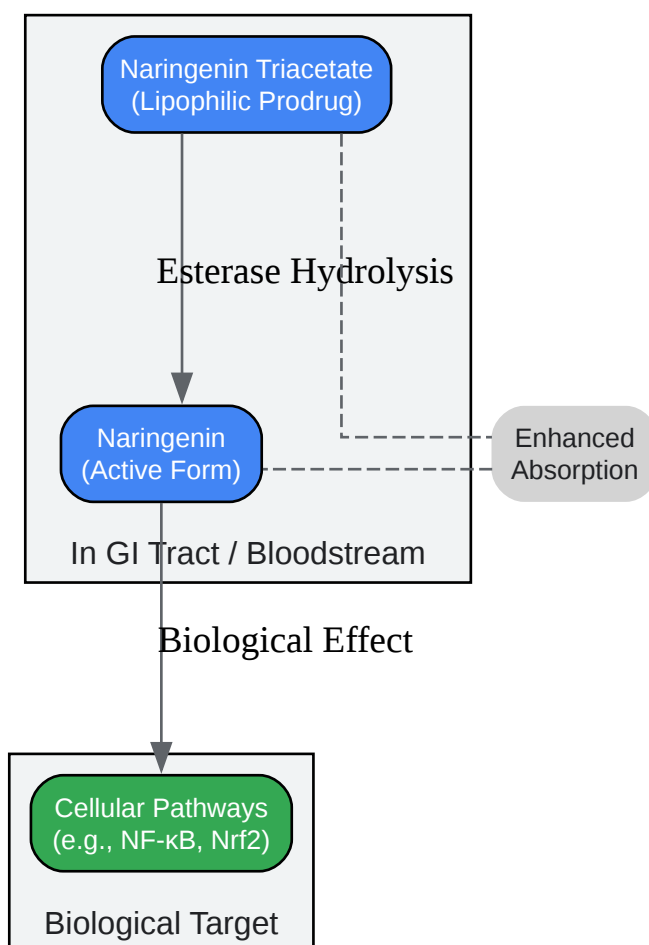 Naringenin Triacetate
(Lipophilic Prodrug)
Esterase Hydrolysis
Naringenin
(Active Form)
Enhanced
Absorption
In GI Tract / Bloodstream
Biological Effect
Cellular Pathways
(e.g., NF-κB, Nrf2)
Biological Target